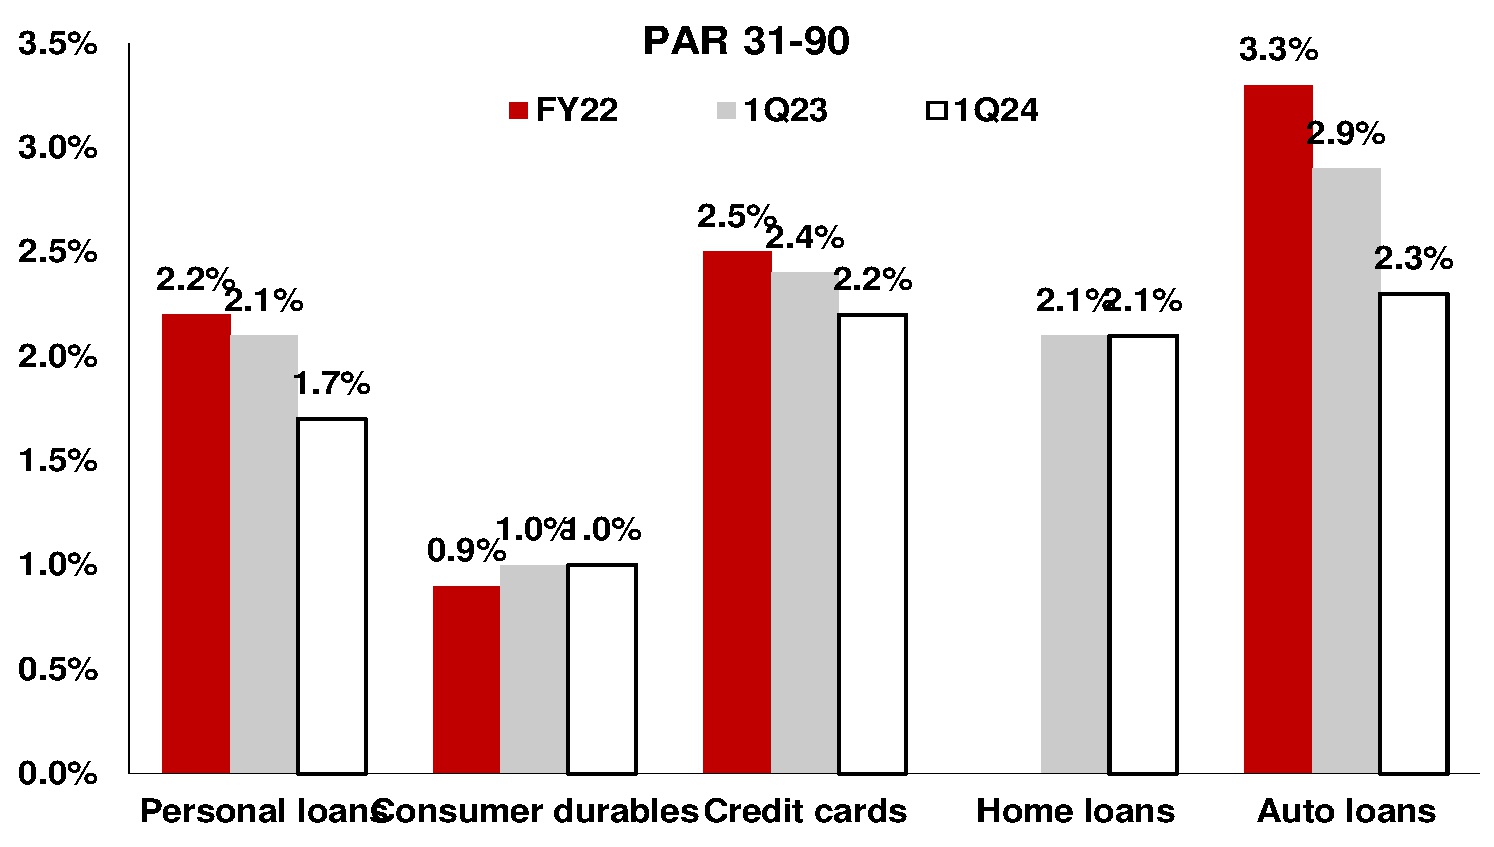 PAR 31-90
FY22 1Q23 1Q24
3.5%
3.0%
2.5%
2.0%
1.5%
1.0%
0.5%
0.0%
2.2% 2.1% 1.7%
0.9% 1.0% 1.0%
2.5% 2.4% 2.2%
2.1% 2.1%
3.3% 2.9% 2.3%
Personal loans Consumer durables Credit cards Home loans Auto loans